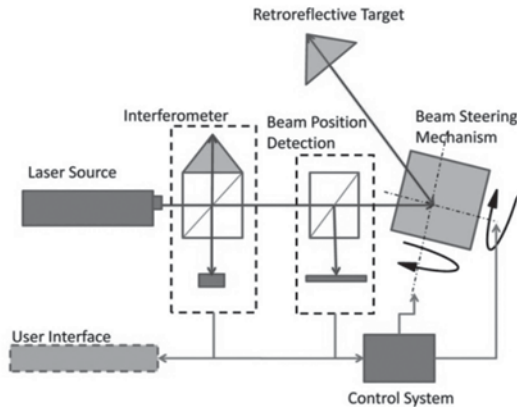 Retroreflective Target
Interferometer
Beam Position
Detection
Beam Steering
Mechanism
Laser Source
User Interface
Control System